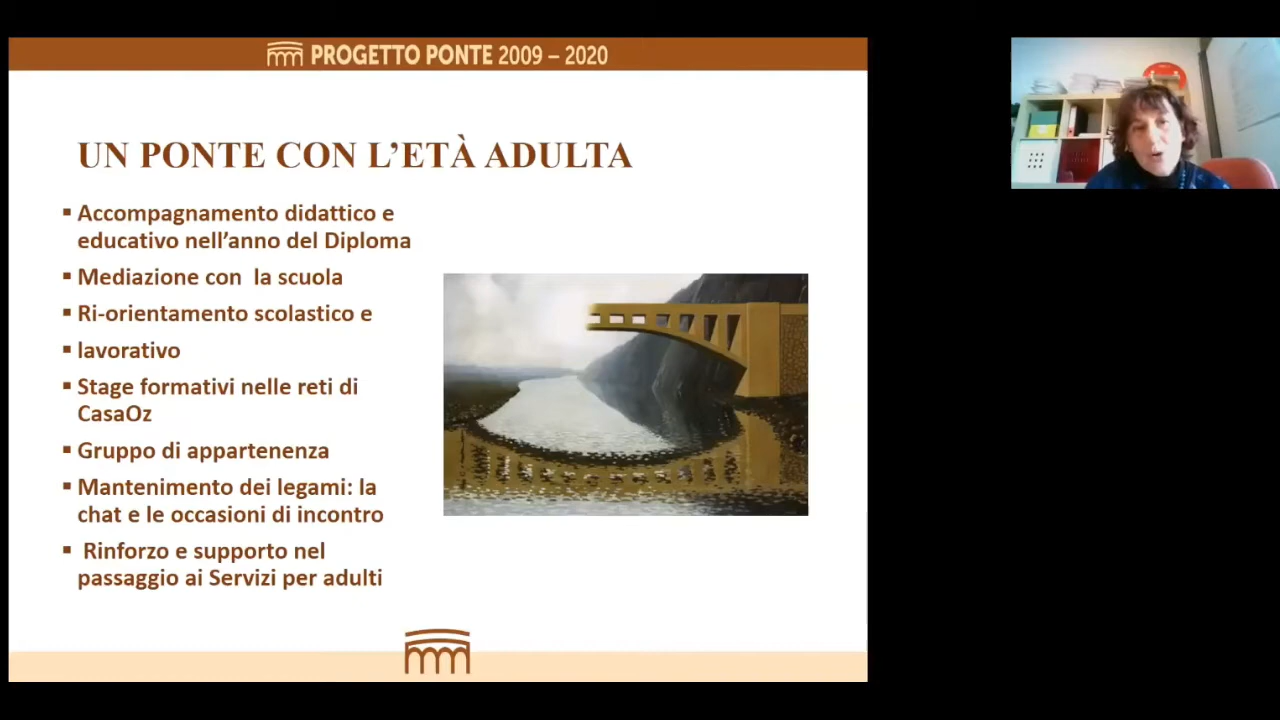 PROGETTO PONTE 2009 – 2020
UN PONTE CON L’ETÀ ADULTA
▪ Accompagnamento didattico e
educativo nell’anno del Diploma
▪ Mediazione con  la scuola
▪ Ri-orientamento scolastico e
▪ lavorativo
▪ Stage formativi nelle reti di
CasaOz
▪ Gruppo di appartenenza
▪ Mantenimento dei legami: la
chat e le occasioni di incontro
▪ Rinforzo e supporto nel
passaggio ai Servizi per adulti